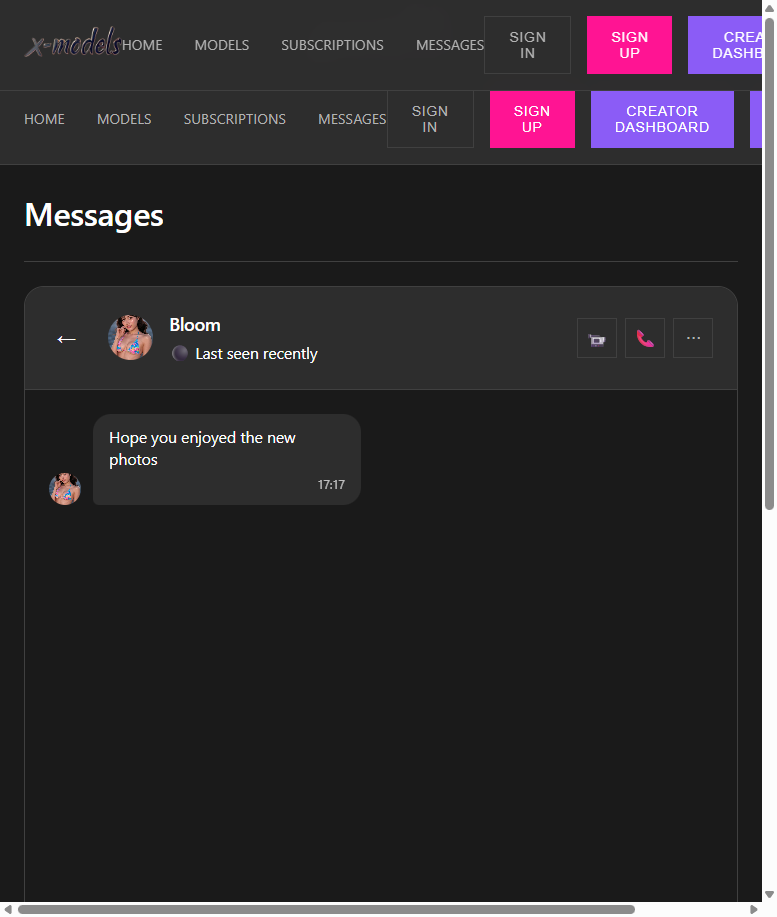 x-models
HOME
MODELS
SUBSCRIPTIONS
MESSAGES
SIGN
IN
SIGN
UP
CREA
DASHB
HOME
MODELS
SUBSCRIPTIONS
MESSAGES
SIGN
IN
SIGN
UP
CREATOR
DASHBOARD
Messages
←
Bloom
Last seen recently
...
Hope you enjoyed the new
photos
17:17